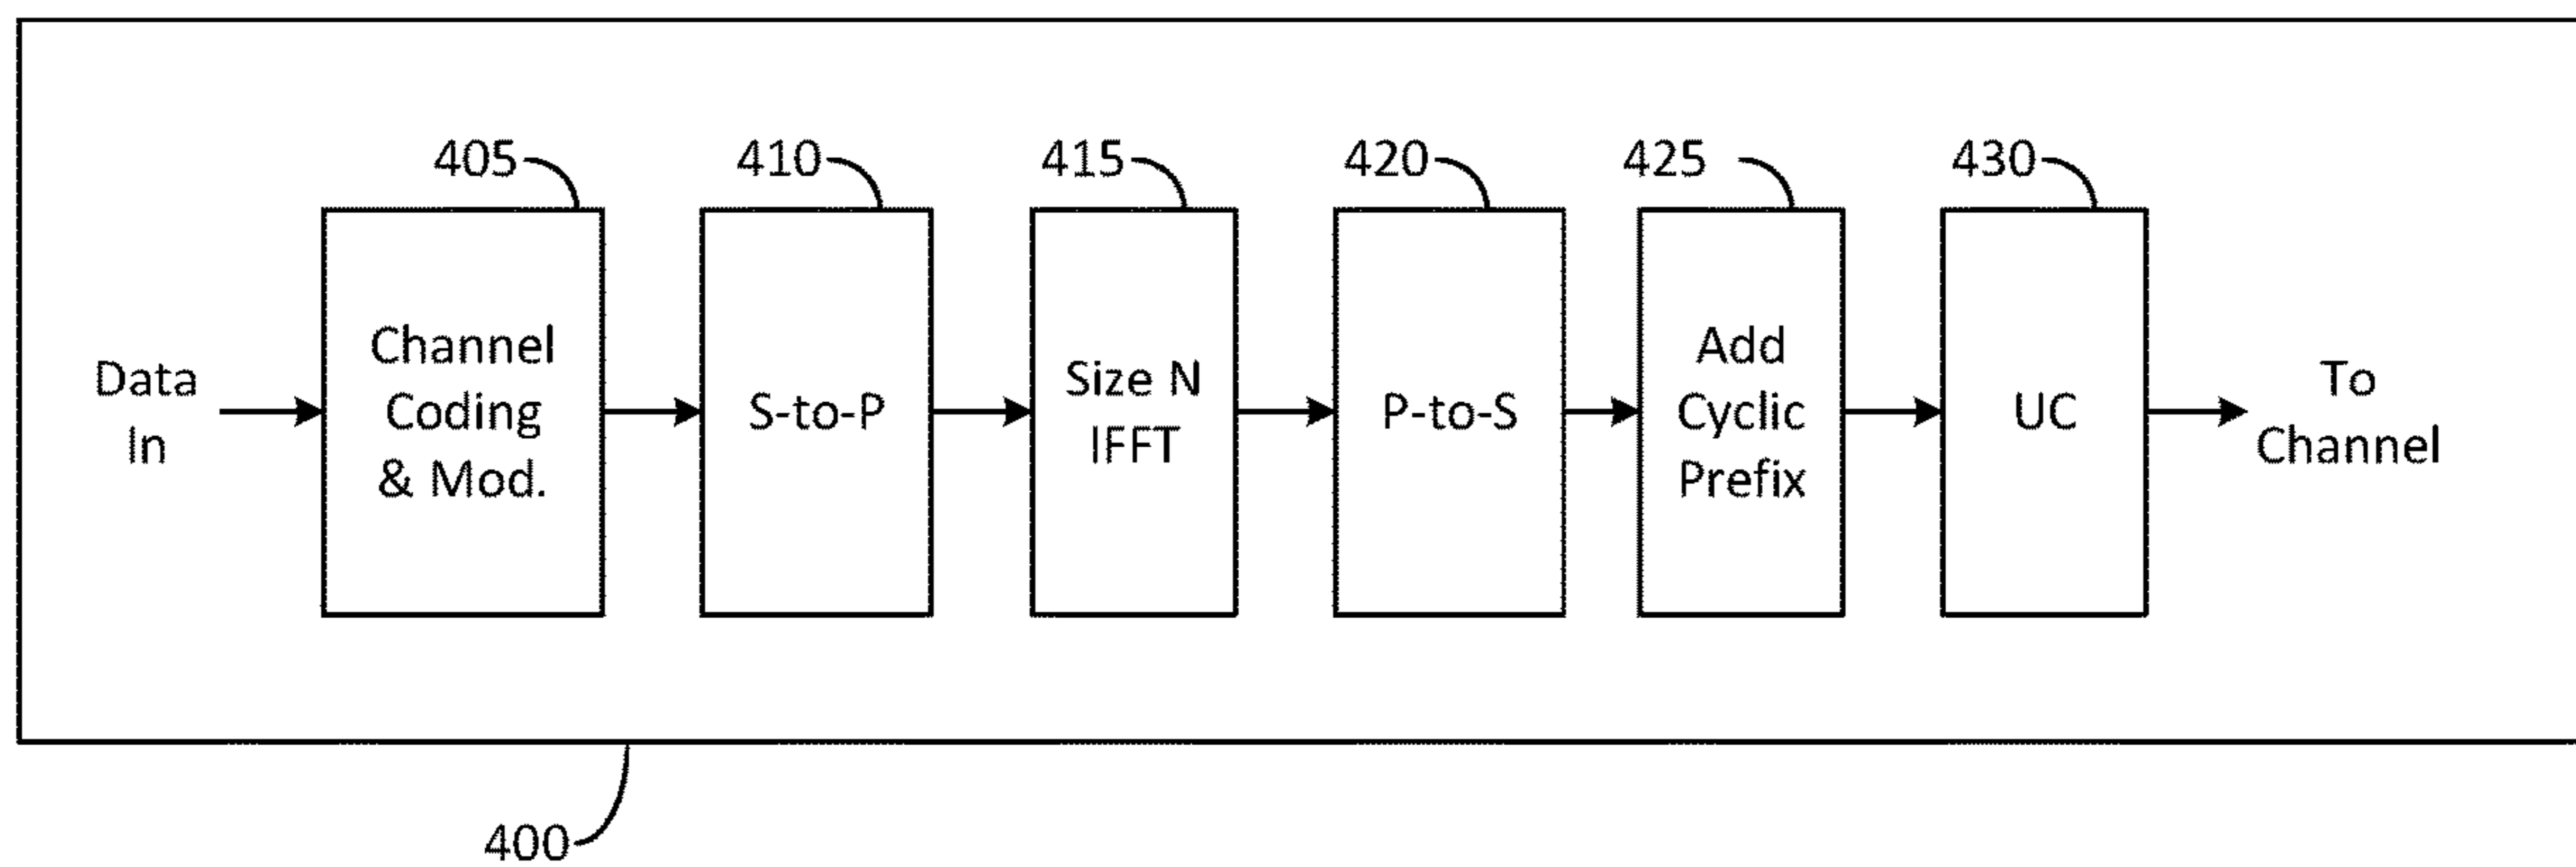 405
410
415
420
425
430
Data
In
Channel
Coding
& Mod.
S-to-P
Size N
IFFT
P-to-S
Add
Cyclic
Prefix
UC
To
Channel
400